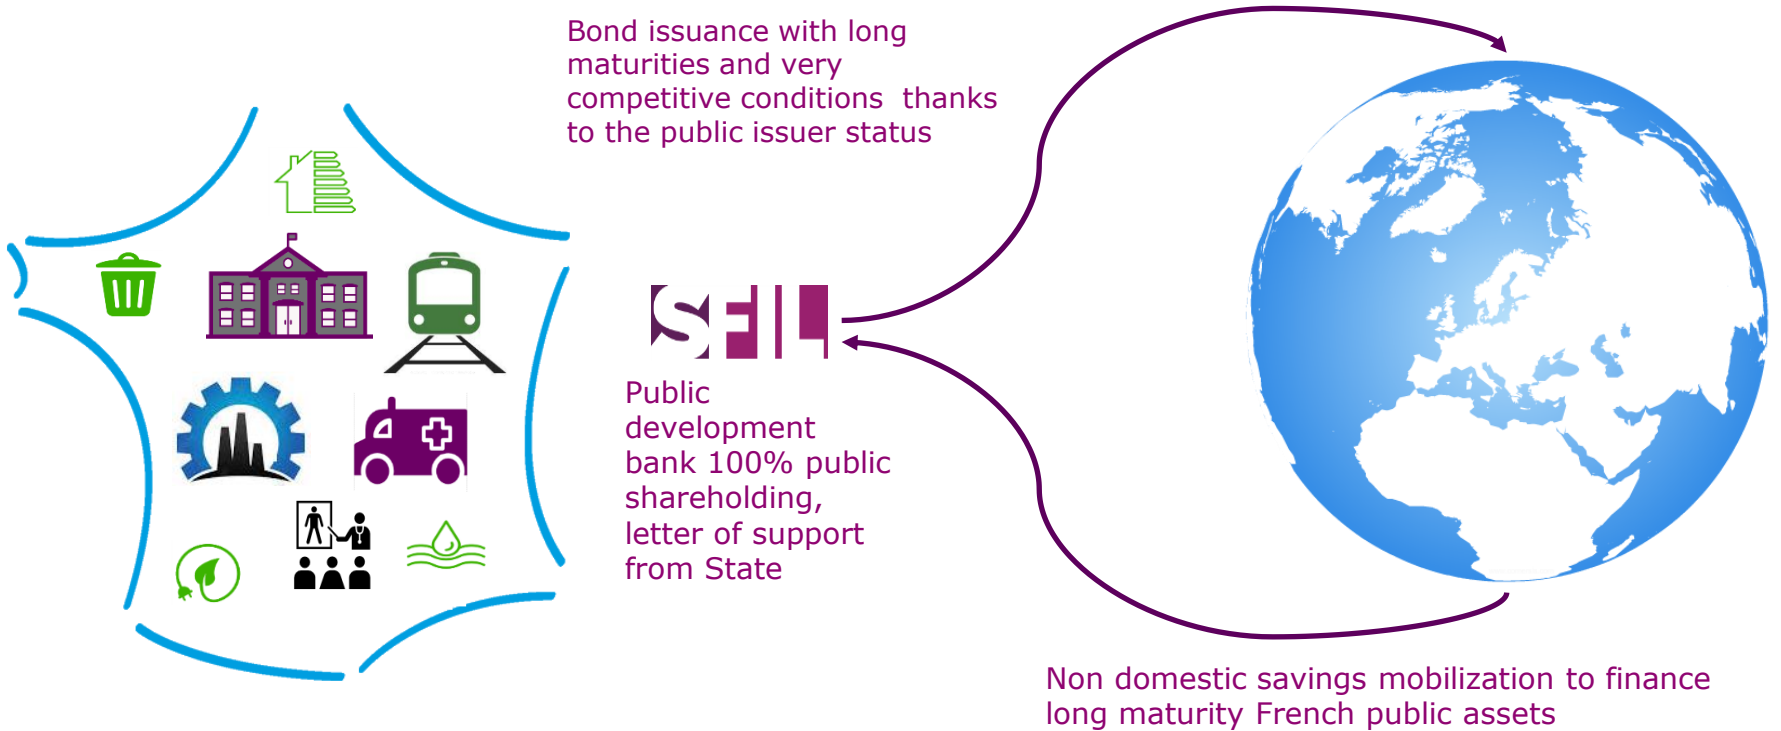 Bond issuance with long
maturities and very
competitive conditions  thanks
to the public issuer status
SFIL
Public
development
bank 100% public
shareholding,
letter of support
from State
Non domestic savings mobilization to finance
long maturity French public assets